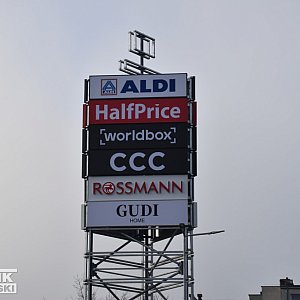 ALDI
HalfPrice
[worldbox]
CCC
ROSSMANN
GUDI
HOME